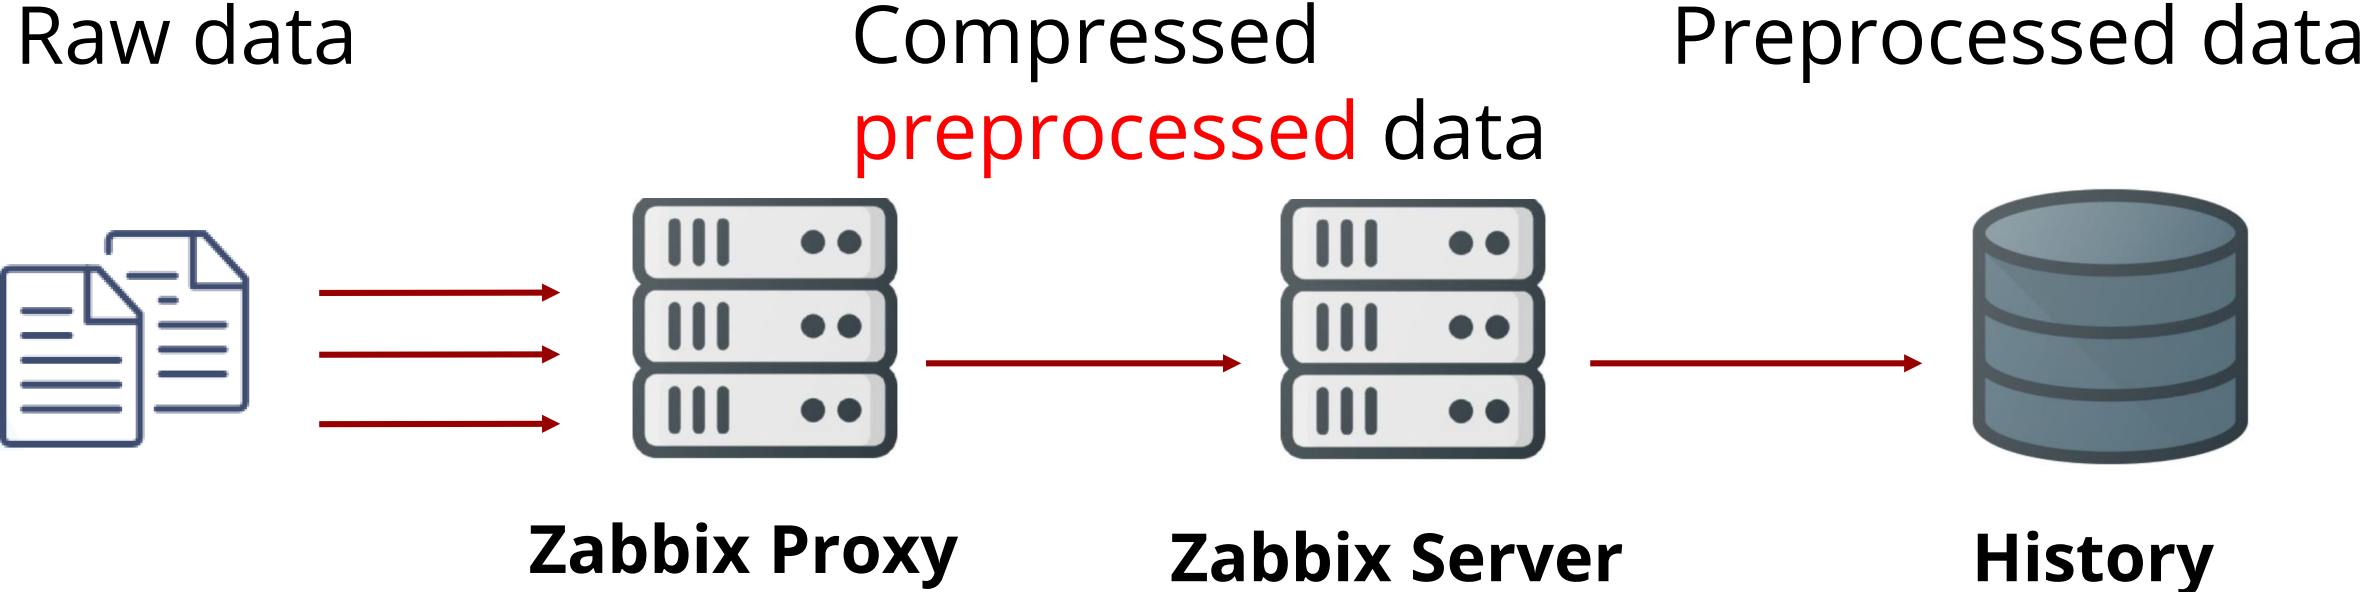 Raw data
Compressed
preprocessed data
Preprocessed data
Zabbix Proxy
Zabbix Server
History